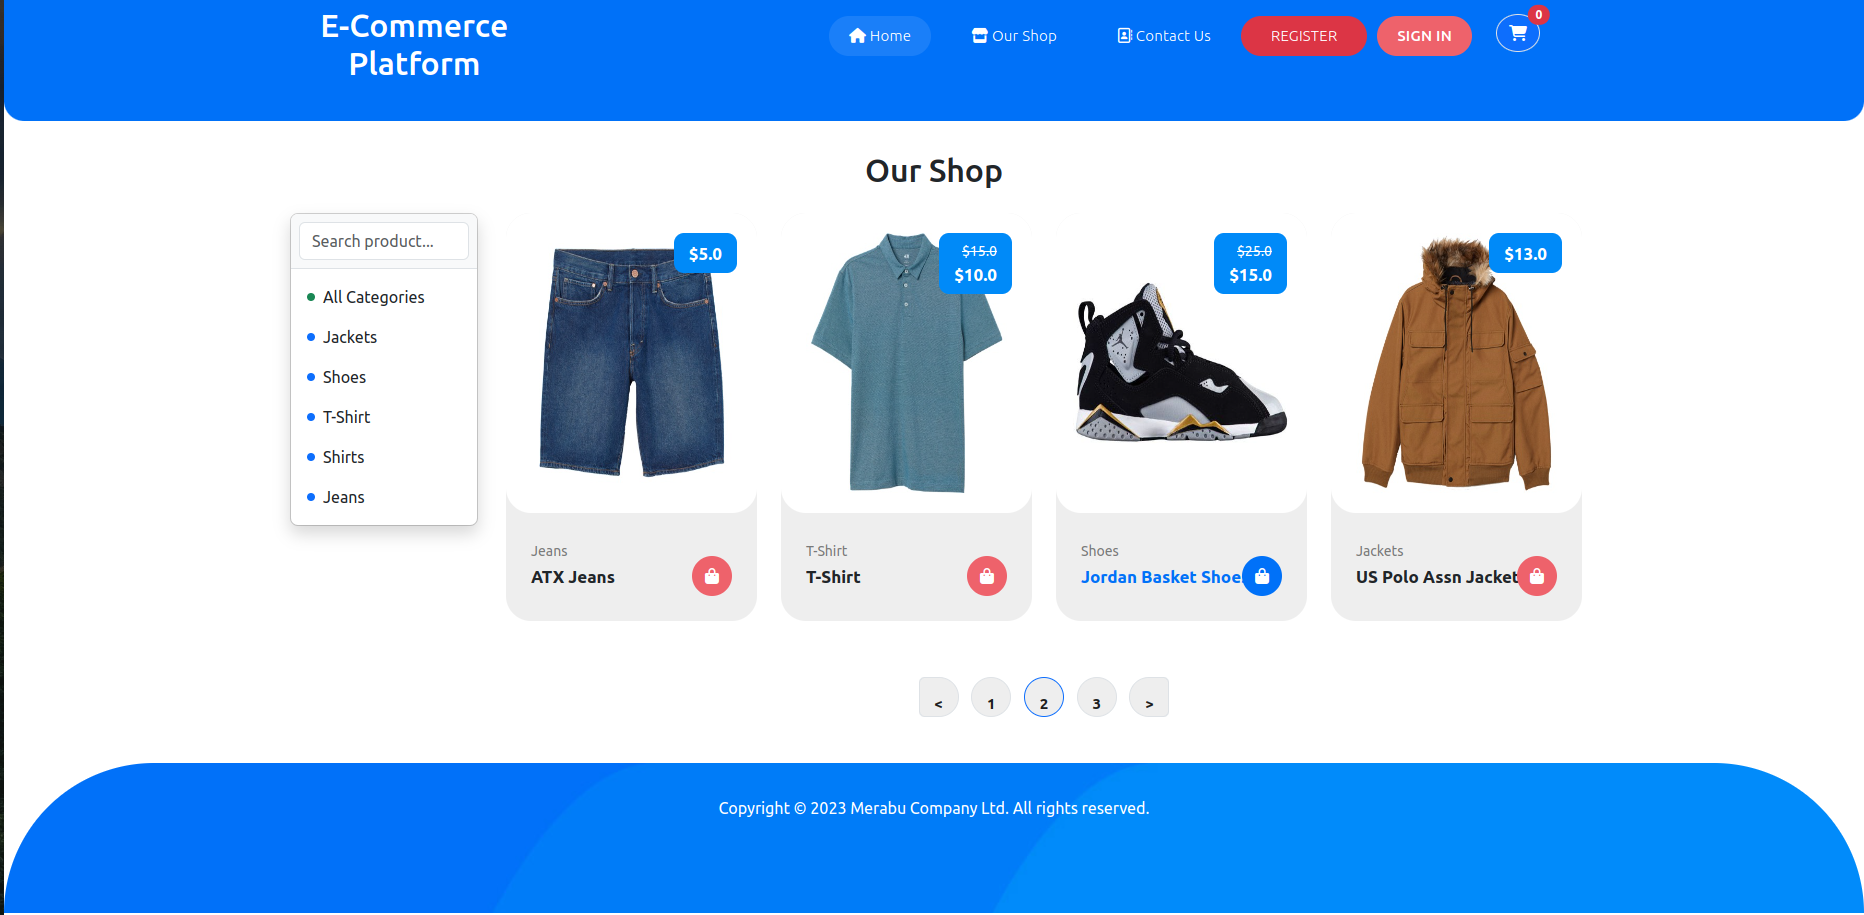 E-Commerce
Platform
Home
Our Shop
Contact Us
REGISTER
SIGN IN
0
Our Shop
Search product...
All Categories
Jackets
Shoes
T-Shirt
Shirts
Jeans
$5.0
Jeans
ATX Jeans
$15.0
$10.0
T-Shirt
T-Shirt
$25.0
$15.0
Shoes
Jordan Basket Shoe
$13.0
Jackets
US Polo Assn Jacket
< 1 2 3 >
Copyright © 2023 Merabu Company Ltd. All rights reserved.